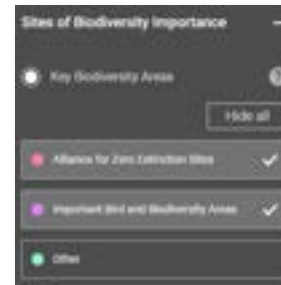 Sites of Biodiversity Importance
Key Biodiversity Areas
Hide all
Alliance for Zero Extinction Sites
Important Bird and Biodiversity Areas
Other